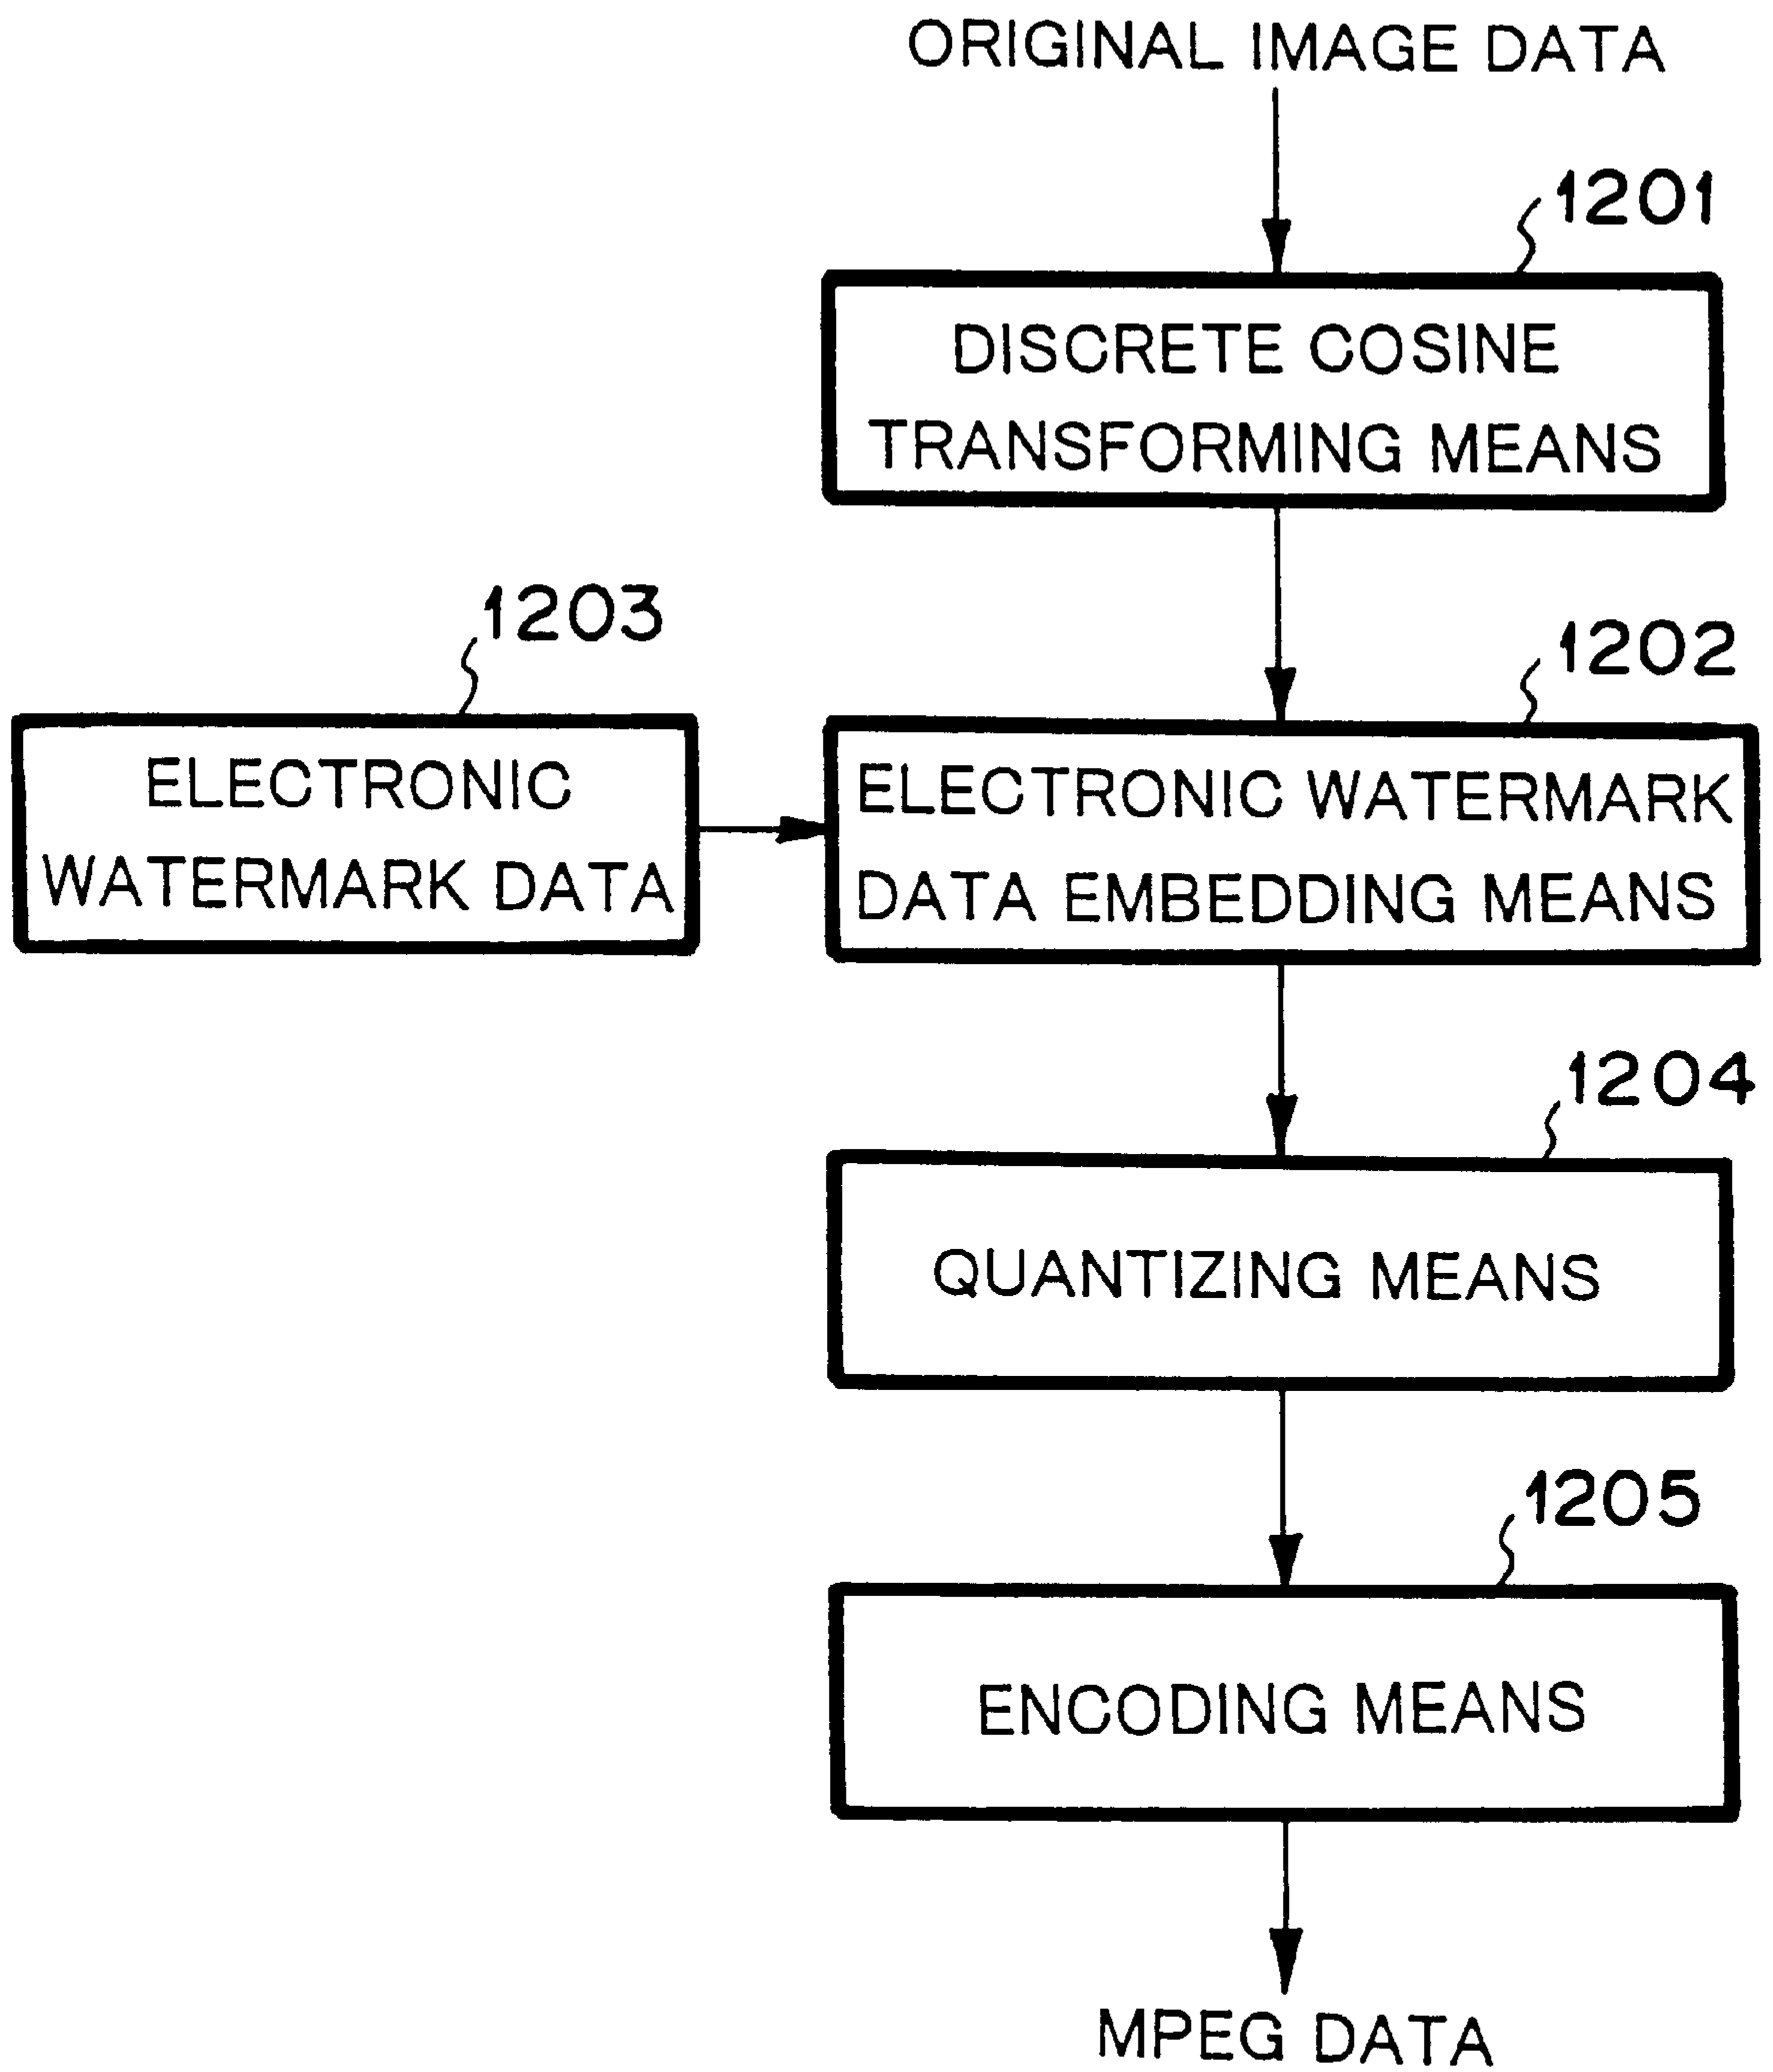 ORIGINAL IMAGE DATA
1201
DISCRETE COSINE
TRANSFORMING MEANS
1203
ELECTRONIC
WATERMARK DATA
1202
ELECTRONIC WATERMARK
DATA EMBEDDING MEANS
1204
QUANTIZING MEANS
1205
ENCODING MEANS
MPEG DATA